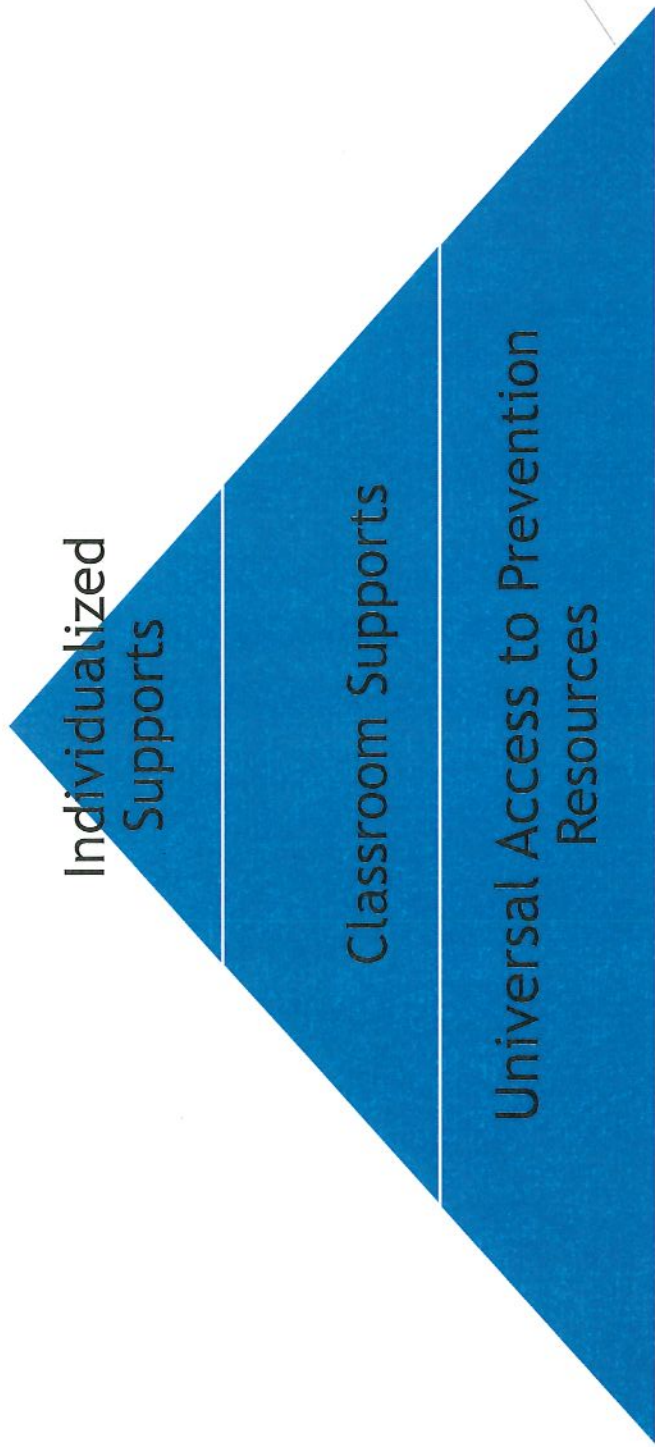 Individualized
Supports
Classroom Supports
Universal Access to Prevention
Resources